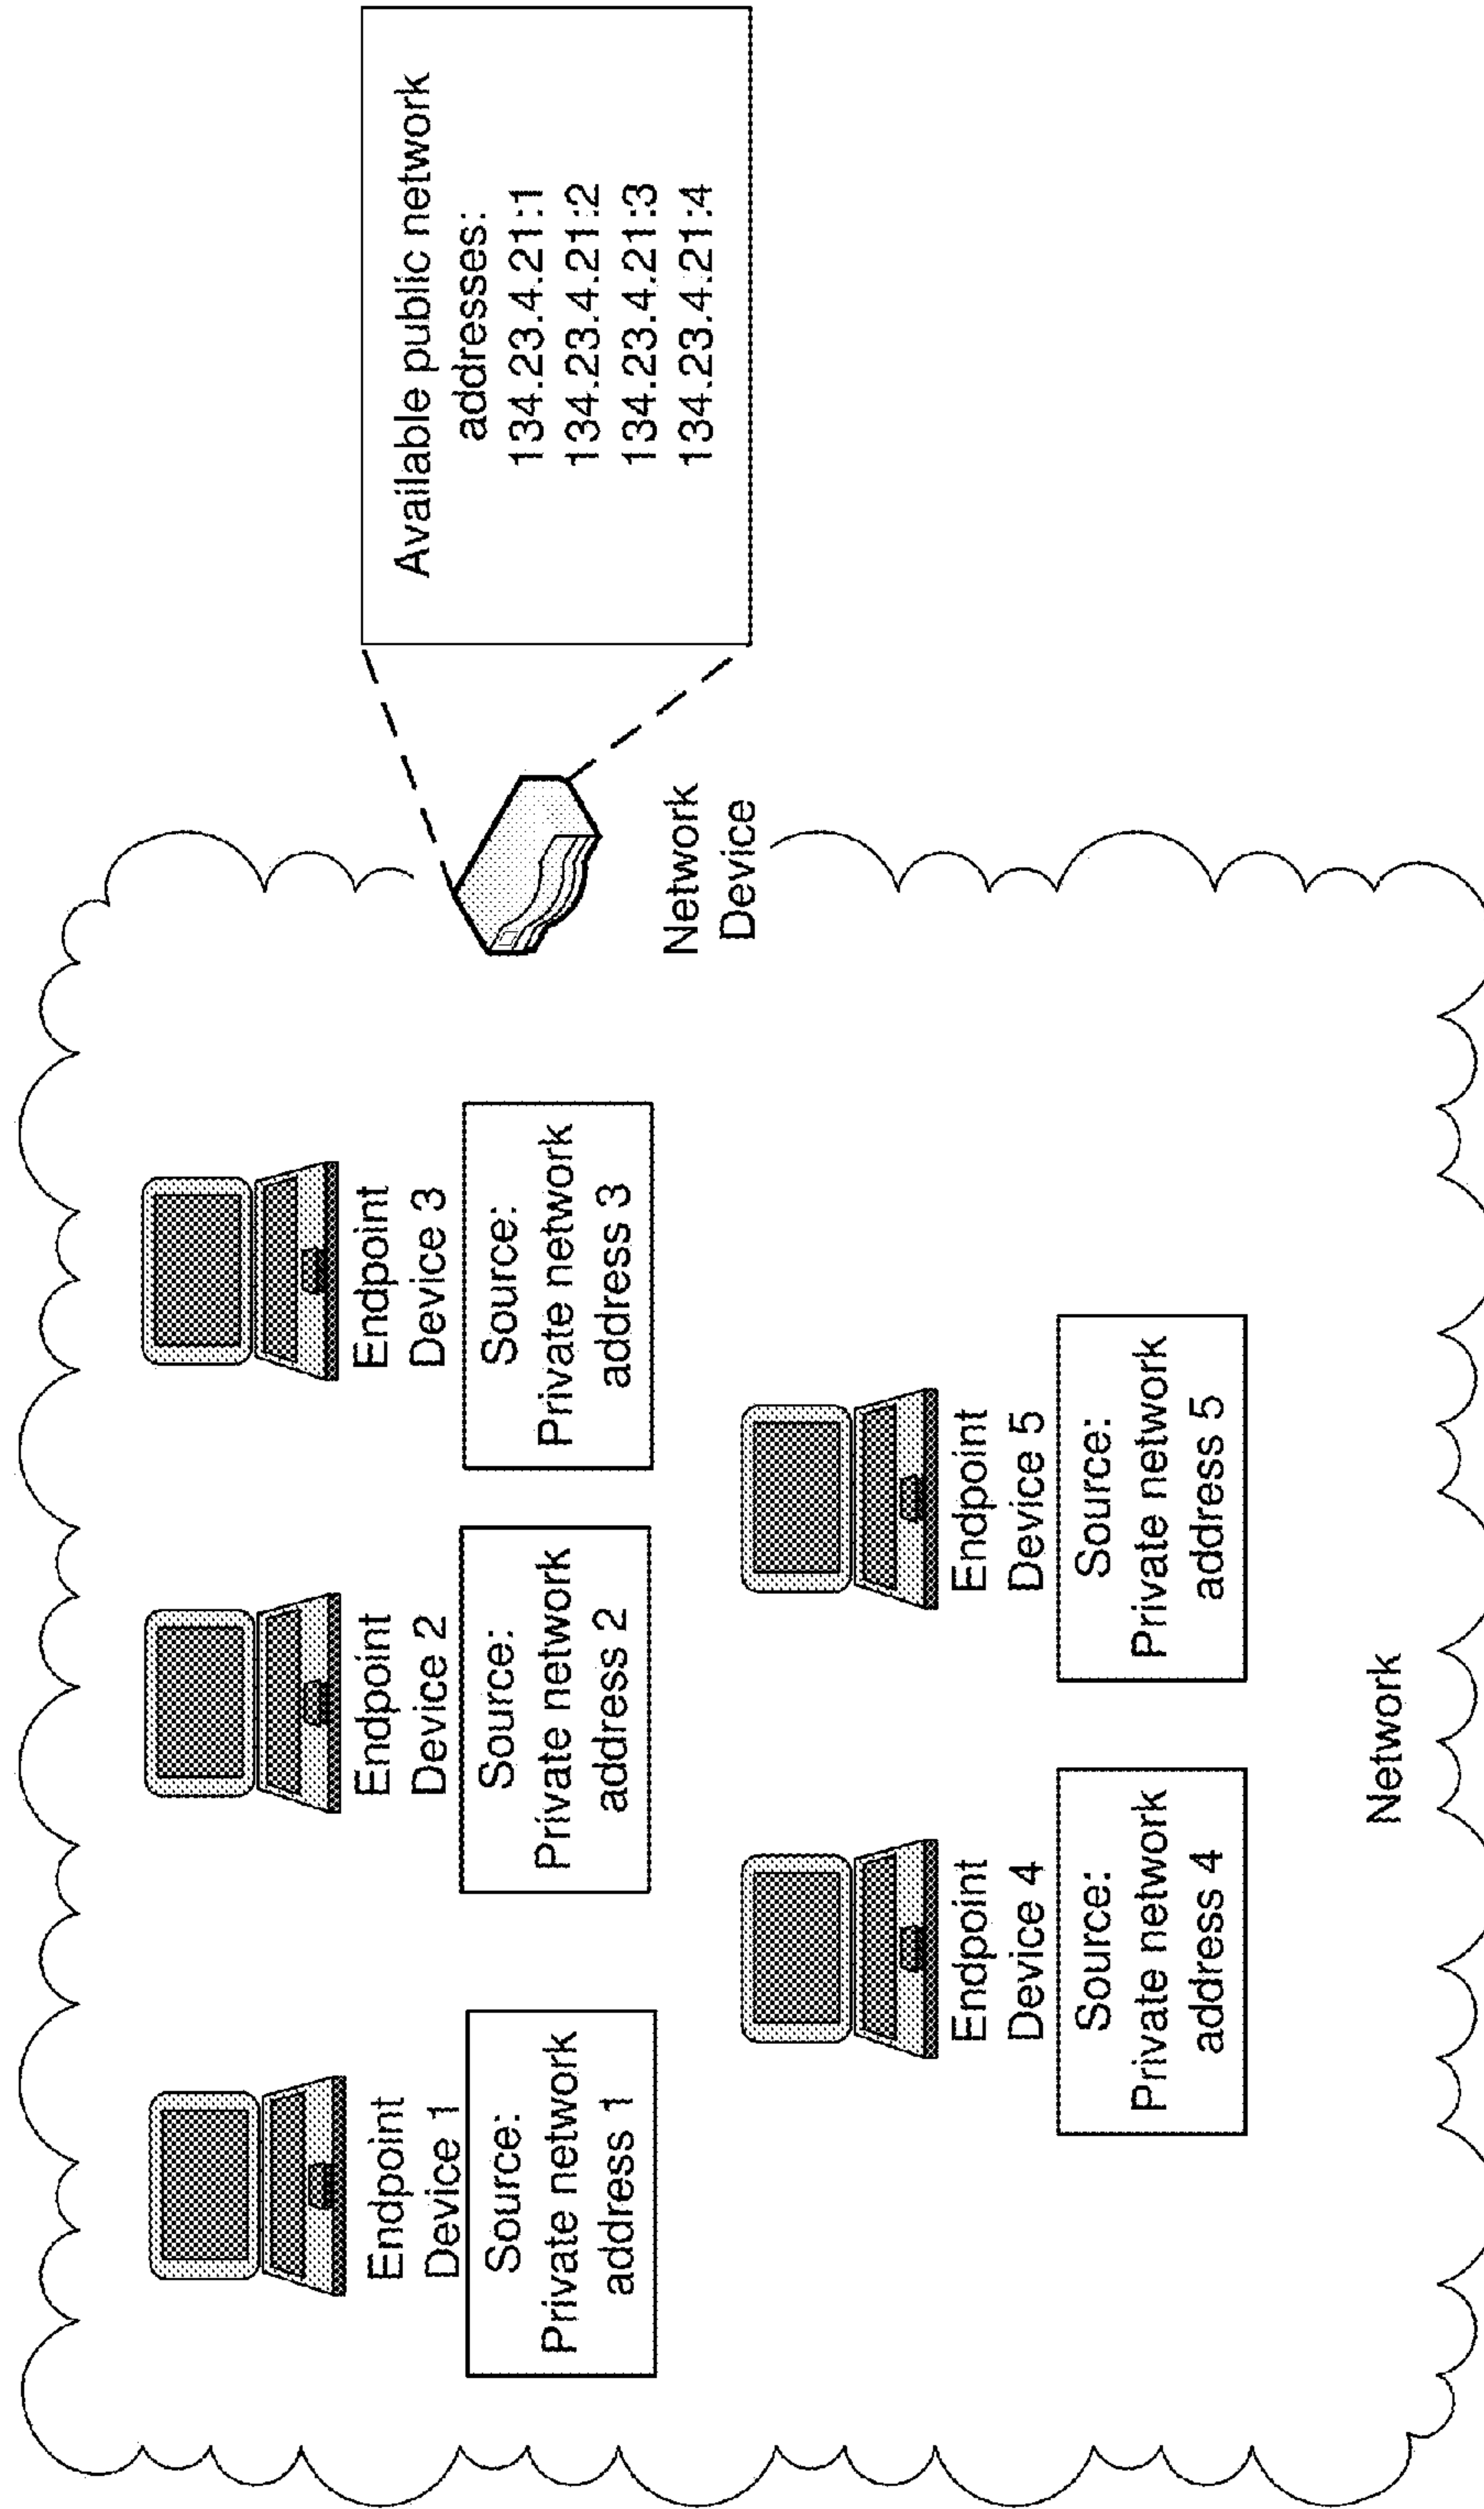 Endpoint
Device 1
Source:
Private network
address 1
Endpoint
Device 2
Source:
Private network
address 2
Endpoint
Device 3
Source:
Private network
address 3
Endpoint
Device 4
Source:
Private network
address 4
Endpoint
Device 5
Source:
Private network
address 5
Network
Network
Device
Available public network
addresses:
134.23.4.21:1
134.23.4.21:2
134.23.4.21:3
134.23.4.21:4